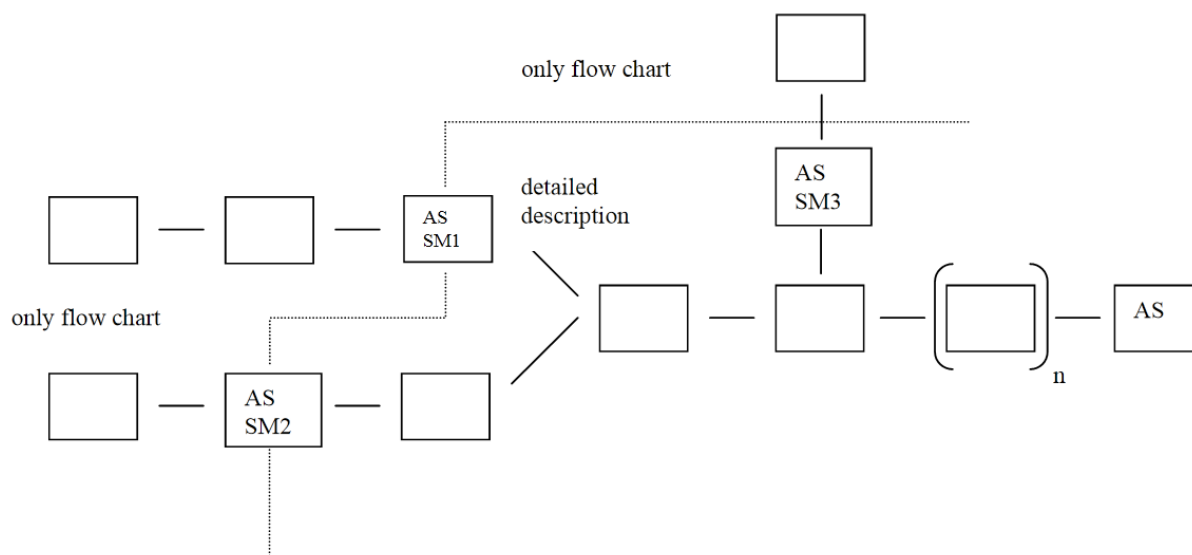 only flow chart
AS
SM3
detailed
description
AS
SM1
only flow chart
AS
n
AS
SM2